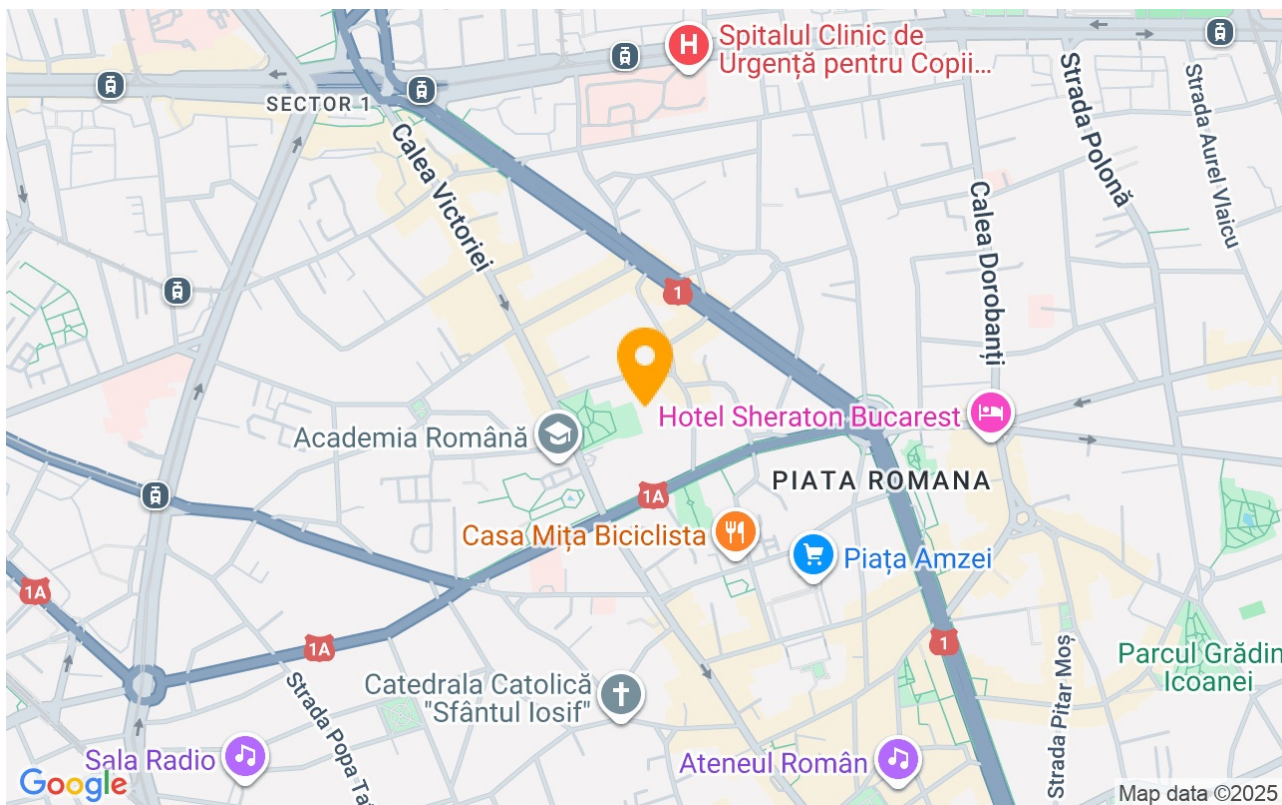 Spitalul Clinic de
Urgență pentru Copii...
H
SECTOR 1
Strada Polonă
Strada Aurel Vlaicu
Calea Victoriei
Calea Dorobanți
1
Hotel Sheraton Bucarest
Academia Română
PIATA ROMANA
1A
Casa Mița Biciclista
Piața Amzei
1A
1A
1
Parcul Grădin
Icoanei
Strada Pitar Moș
Catedrala Catolică
"Sfântul Iosif"
Strada Popa Ta
Sala Radio
Ateneul Român
Google
Map data ©2025